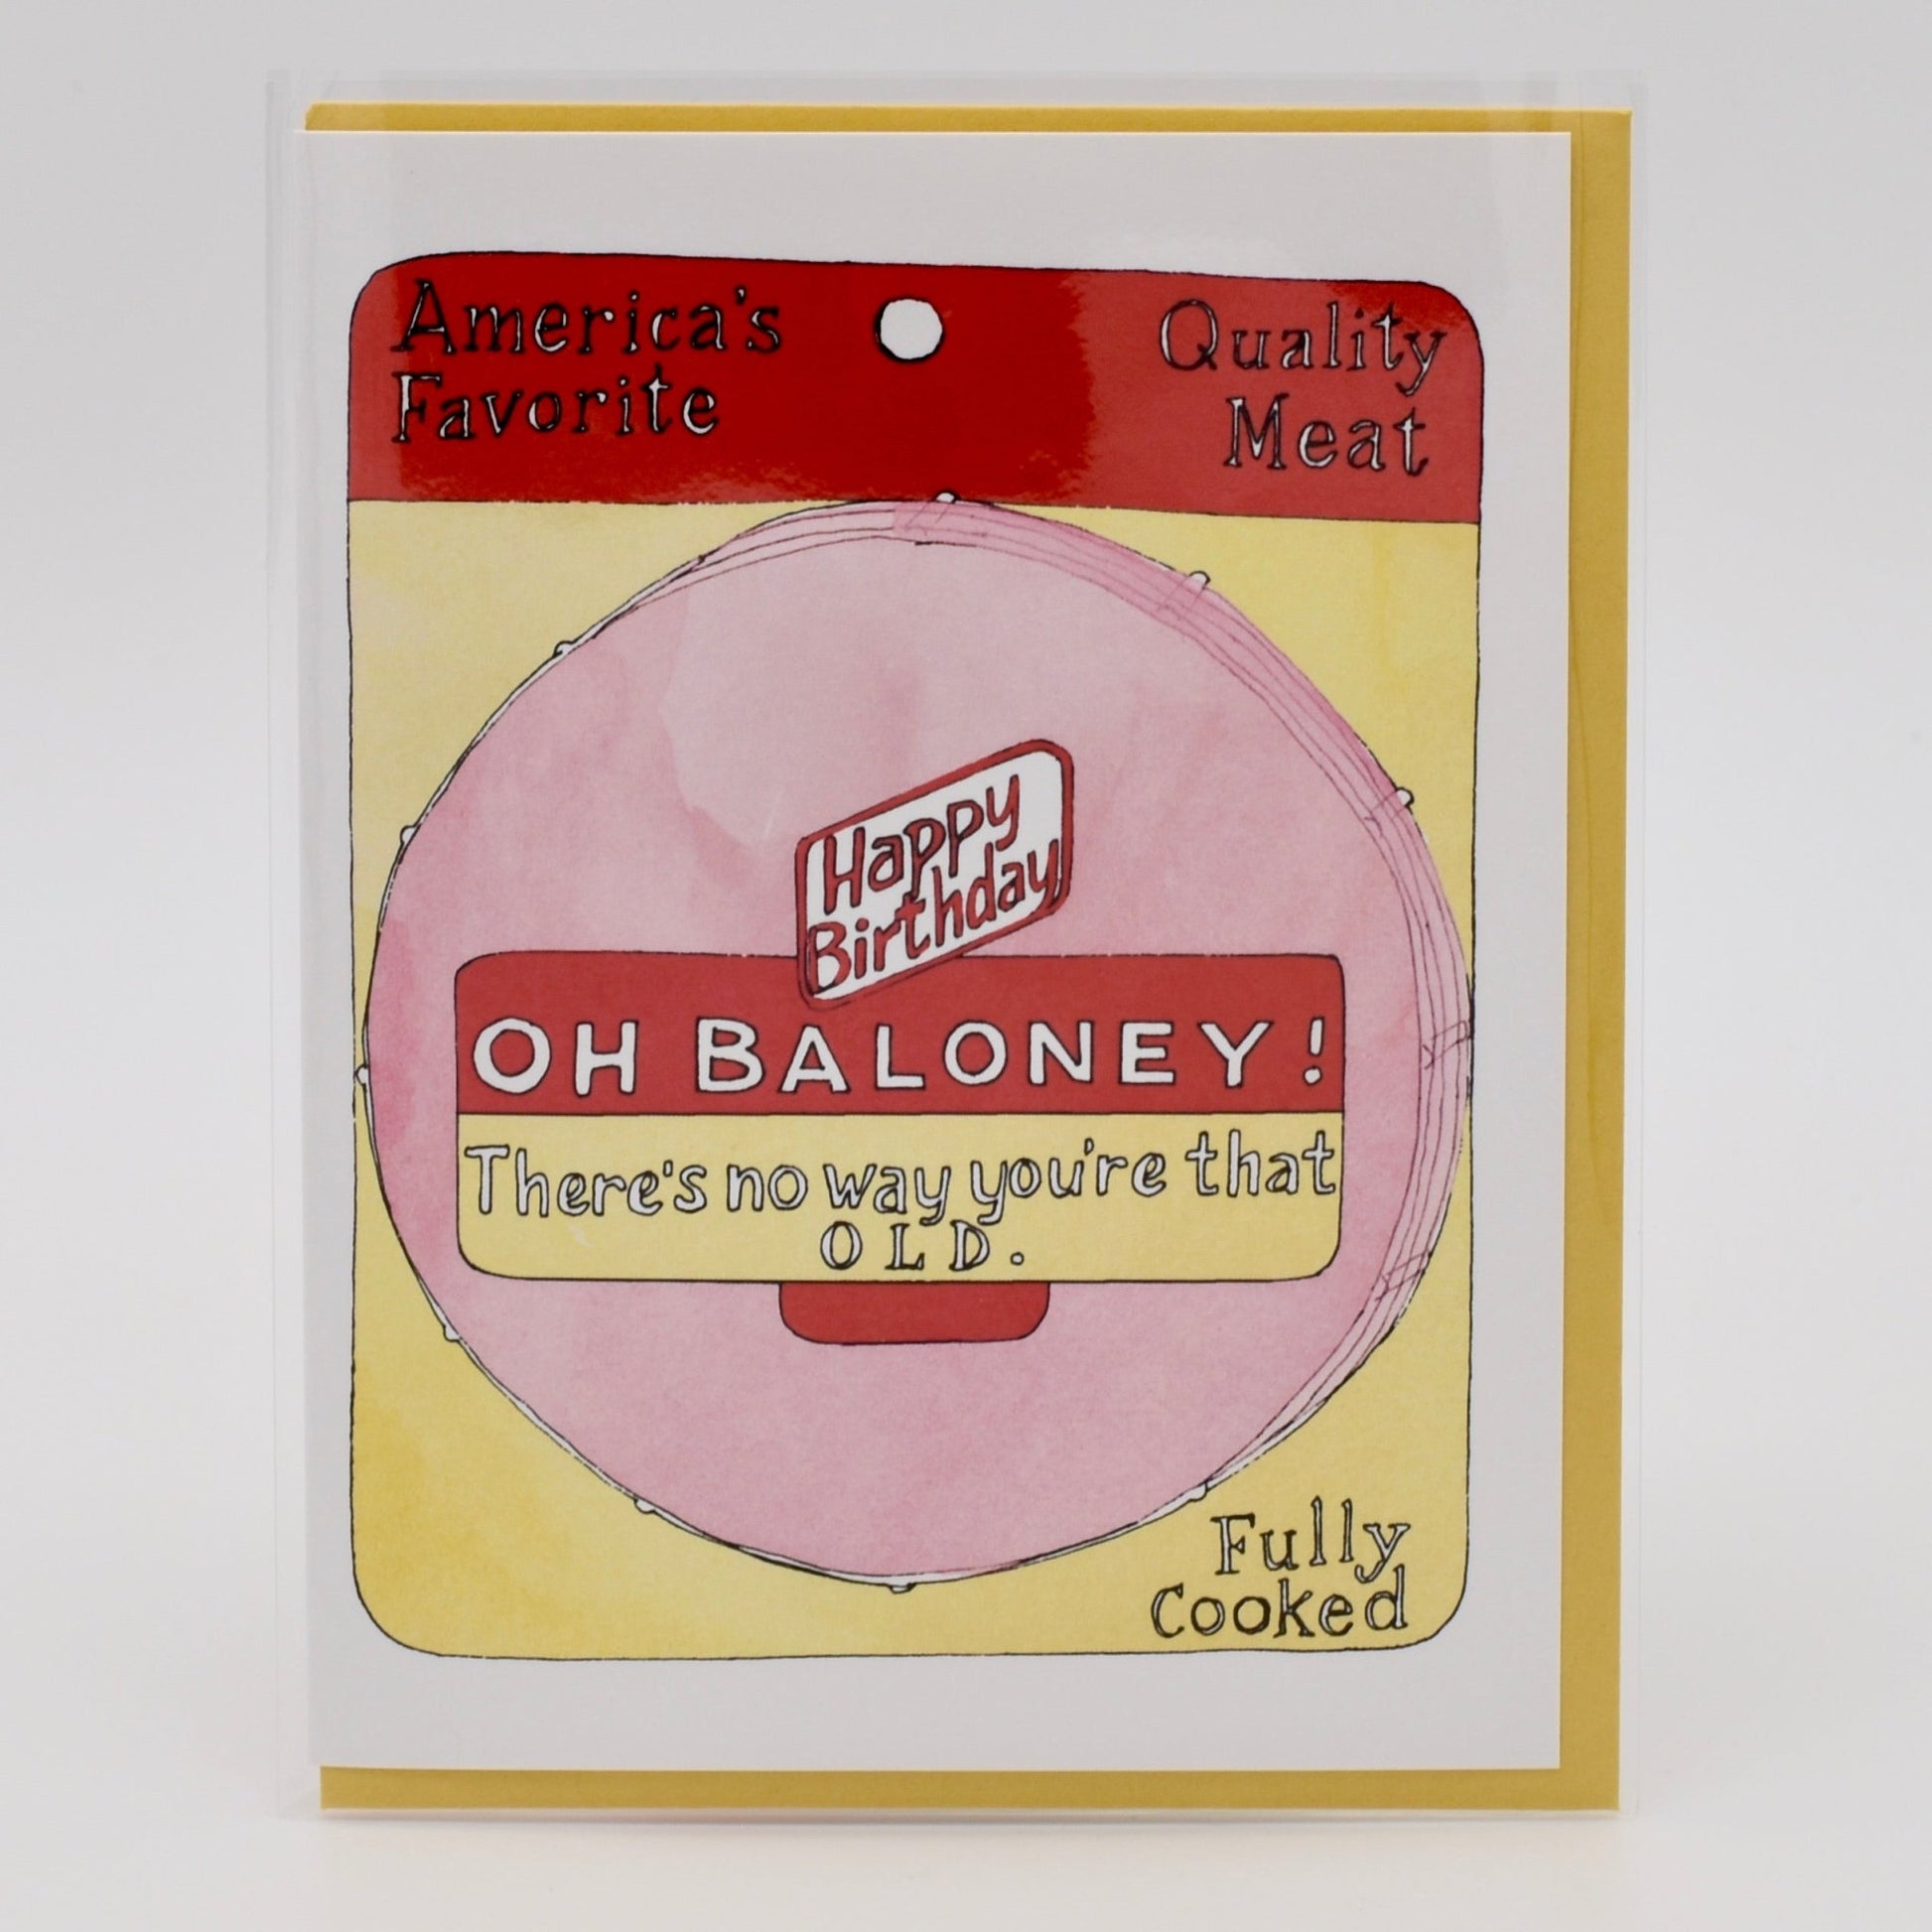 America's
Favorite
Quality
Meat
Happy
Birthday
OH BALONEY!
There's no way you're that
OLD.
Fully
Cooked